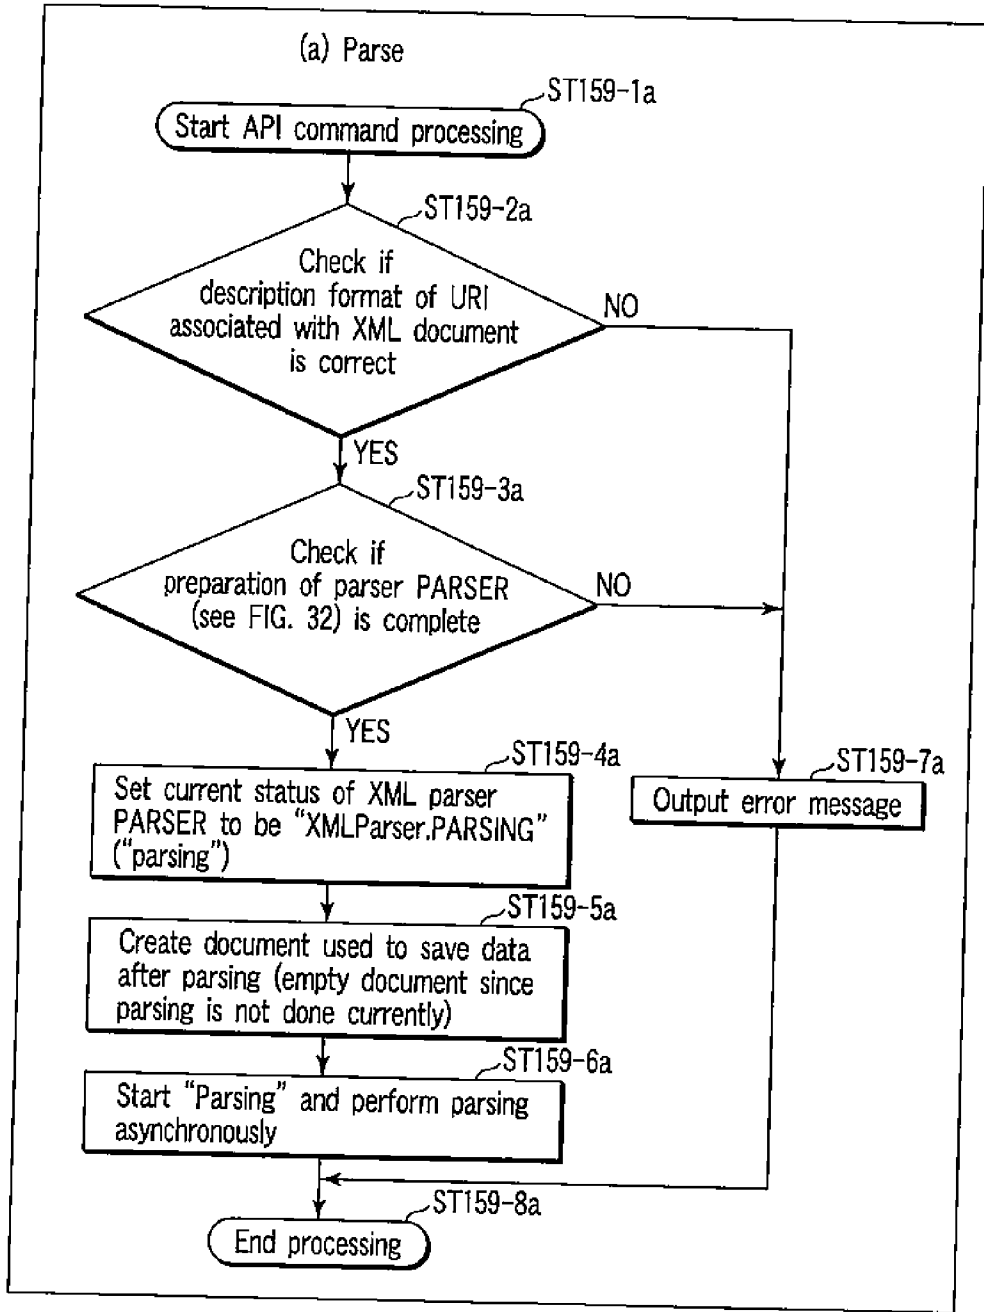 (a) Parse
ST159-1a
Start API command processing
ST159-2a
Check if
description format of URI
associated with XML document
is correct
NO
YES
ST159-3a
Check if
preparation of parser PARSER
(see FIG. 32) is complete
NO
YES
ST159-4a
Set current status of XML parser
PARSER to be “XMLParser.PARSING”
(“parsing”)
ST159-7a
Output error message
ST159-5a
Create document used to save data
after parsing (empty document since
parsing is not done currently)
ST159-6a
Start “Parsing” and perform parsing
asynchronously
ST159-8a
End processing